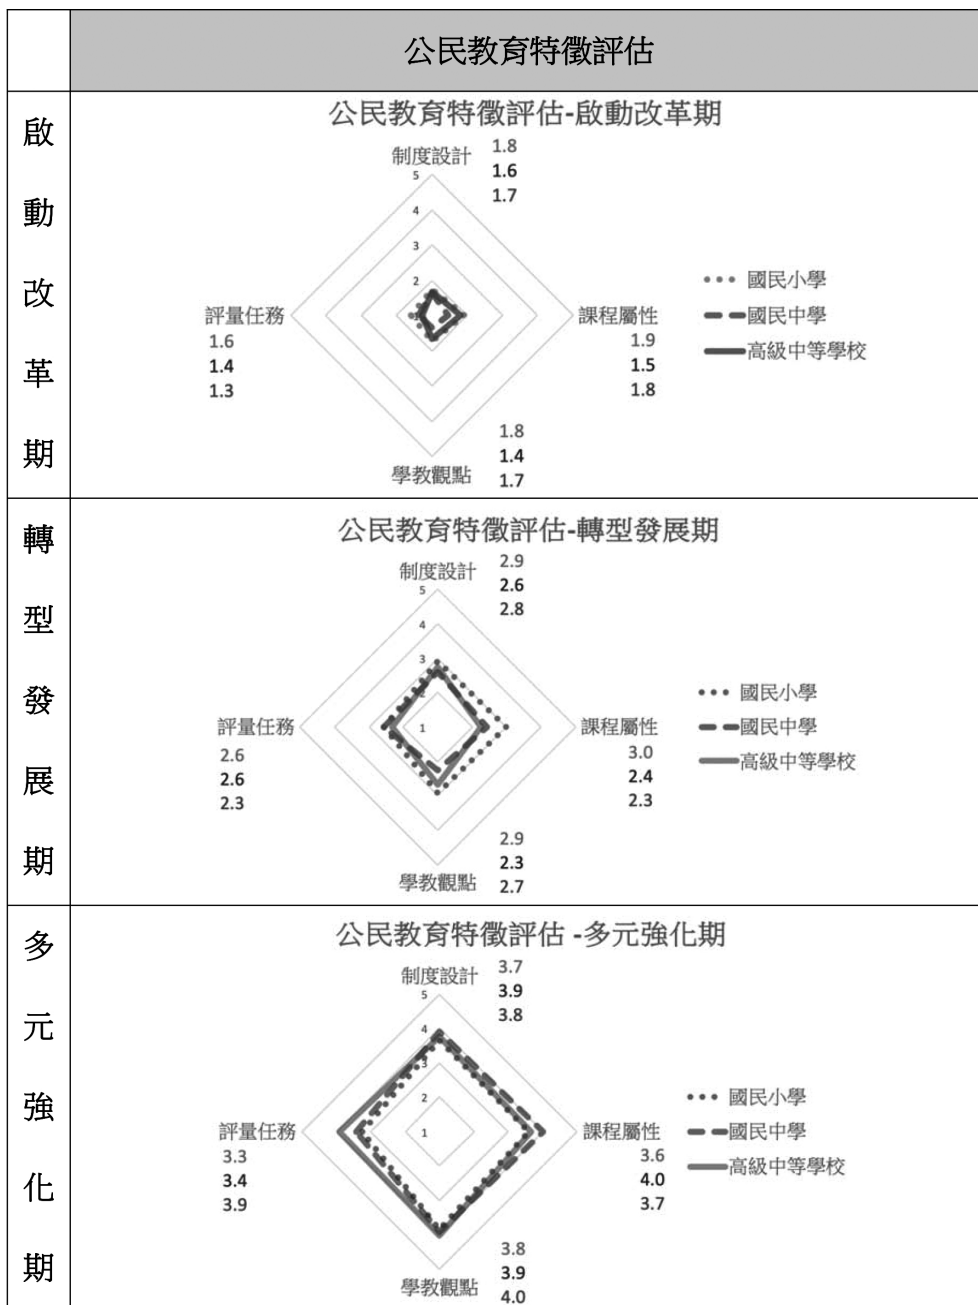 公民教育特徵評估
啟動改革期
公民教育特徵評估-啟動改革期
制度設計
1.8
1.6
1.7
5
4
3
2
1
評量任務
1.6
1.4
1.3
課程屬性
1.9
1.5
1.8
學教觀點
1.8
1.4
1.7
國民小學
國民中學
高級中等學校
轉型發展期
公民教育特徵評估-轉型發展期
制度設計
2.9
2.6
2.8
5
4
3
2
1
評量任務
2.6
2.6
2.3
課程屬性
3.0
2.4
2.3
學教觀點
2.9
2.3
2.7
國民小學
國民中學
高級中等學校
多元強化期
公民教育特徵評估 -多元強化期
制度設計
3.7
3.9
3.8
5
4
3
2
1
評量任務
3.3
3.4
3.9
課程屬性
3.6
4.0
3.7
學教觀點
3.8
3.9
4.0
國民小學
國民中學
高級中等學校